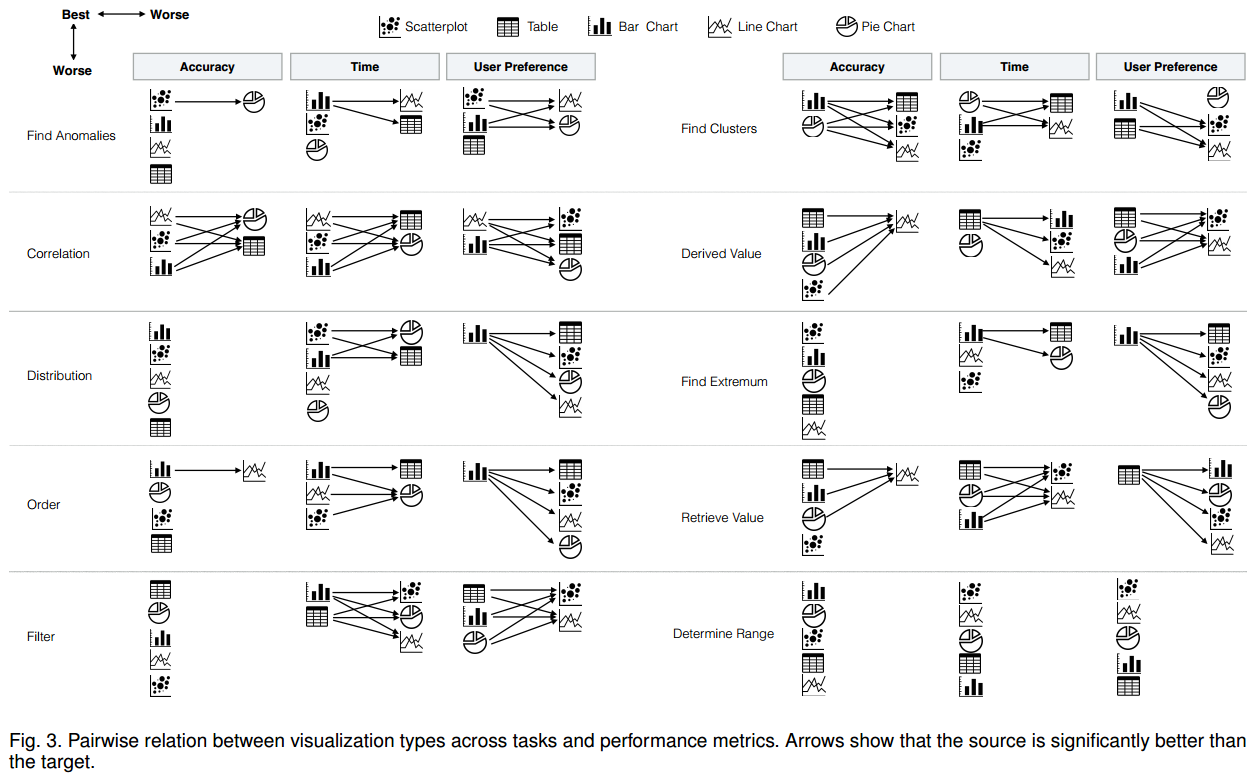 Best Worse
Scatterplot Table Bar Chart Line Chart Pie Chart
Worse
Accuracy Time User Preference Accuracy Time User Preference
Find Anomalies Find Clusters
Correlation Derived Value
Distribution Find Extremum
Order Retrieve Value
Filter Determine Range
Fig. 3. Pairwise relation between visualization types across tasks and performance metrics. Arrows show that the source is significantly better than
the target.